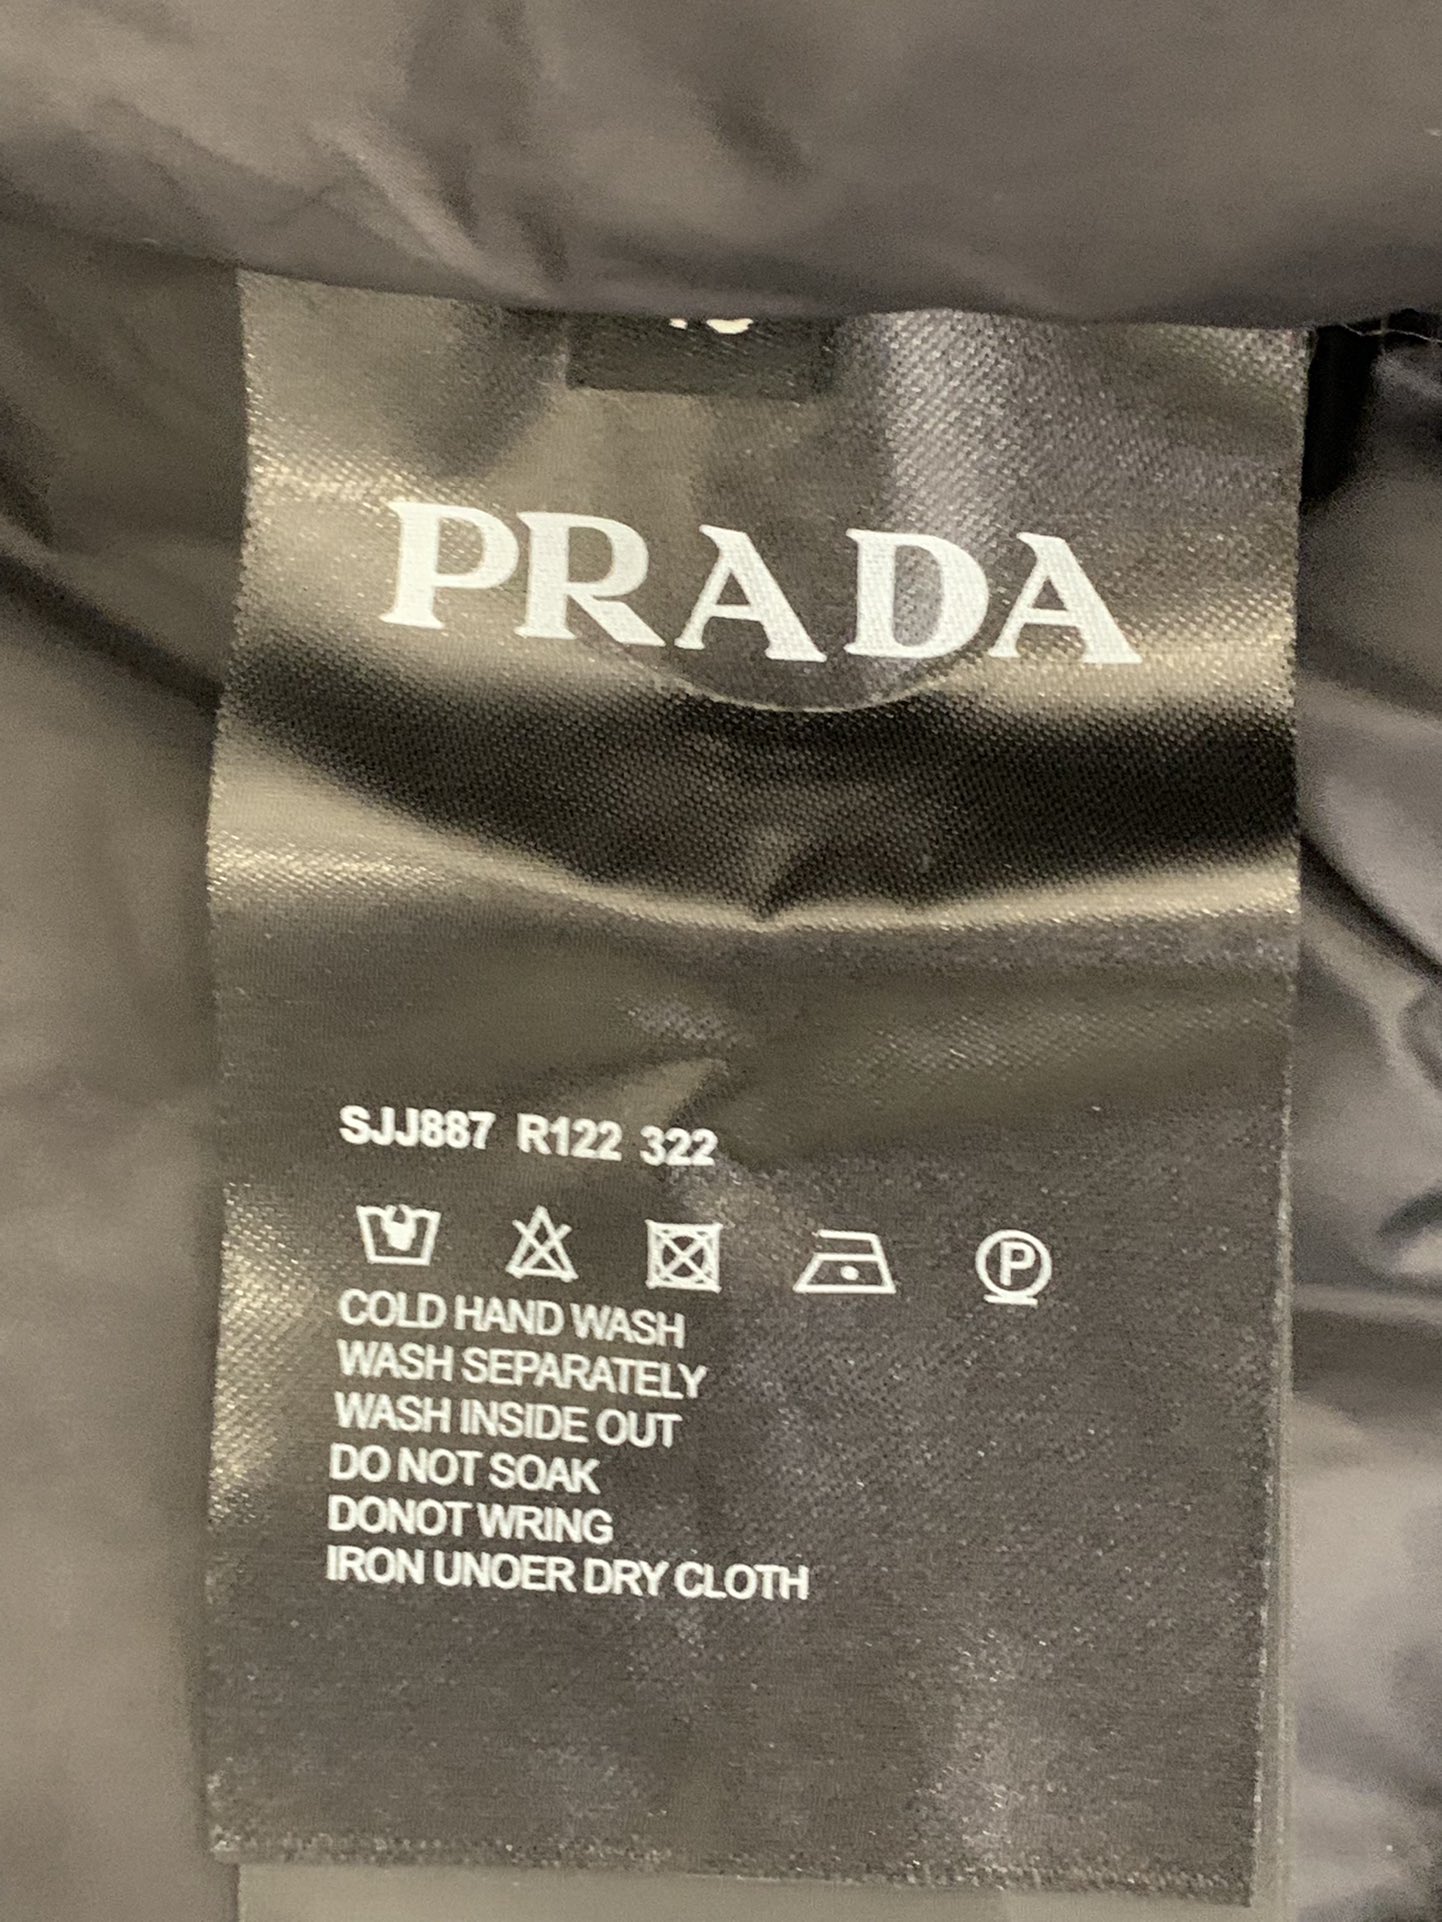 PRADA
SJJ887 R122 322
P
COLD HAND WASH
WASH SEPARATELY
WASH INSIDE OUT
DO NOT SOAK
DONOT WRING
IRON UNOER DRY CLOTH